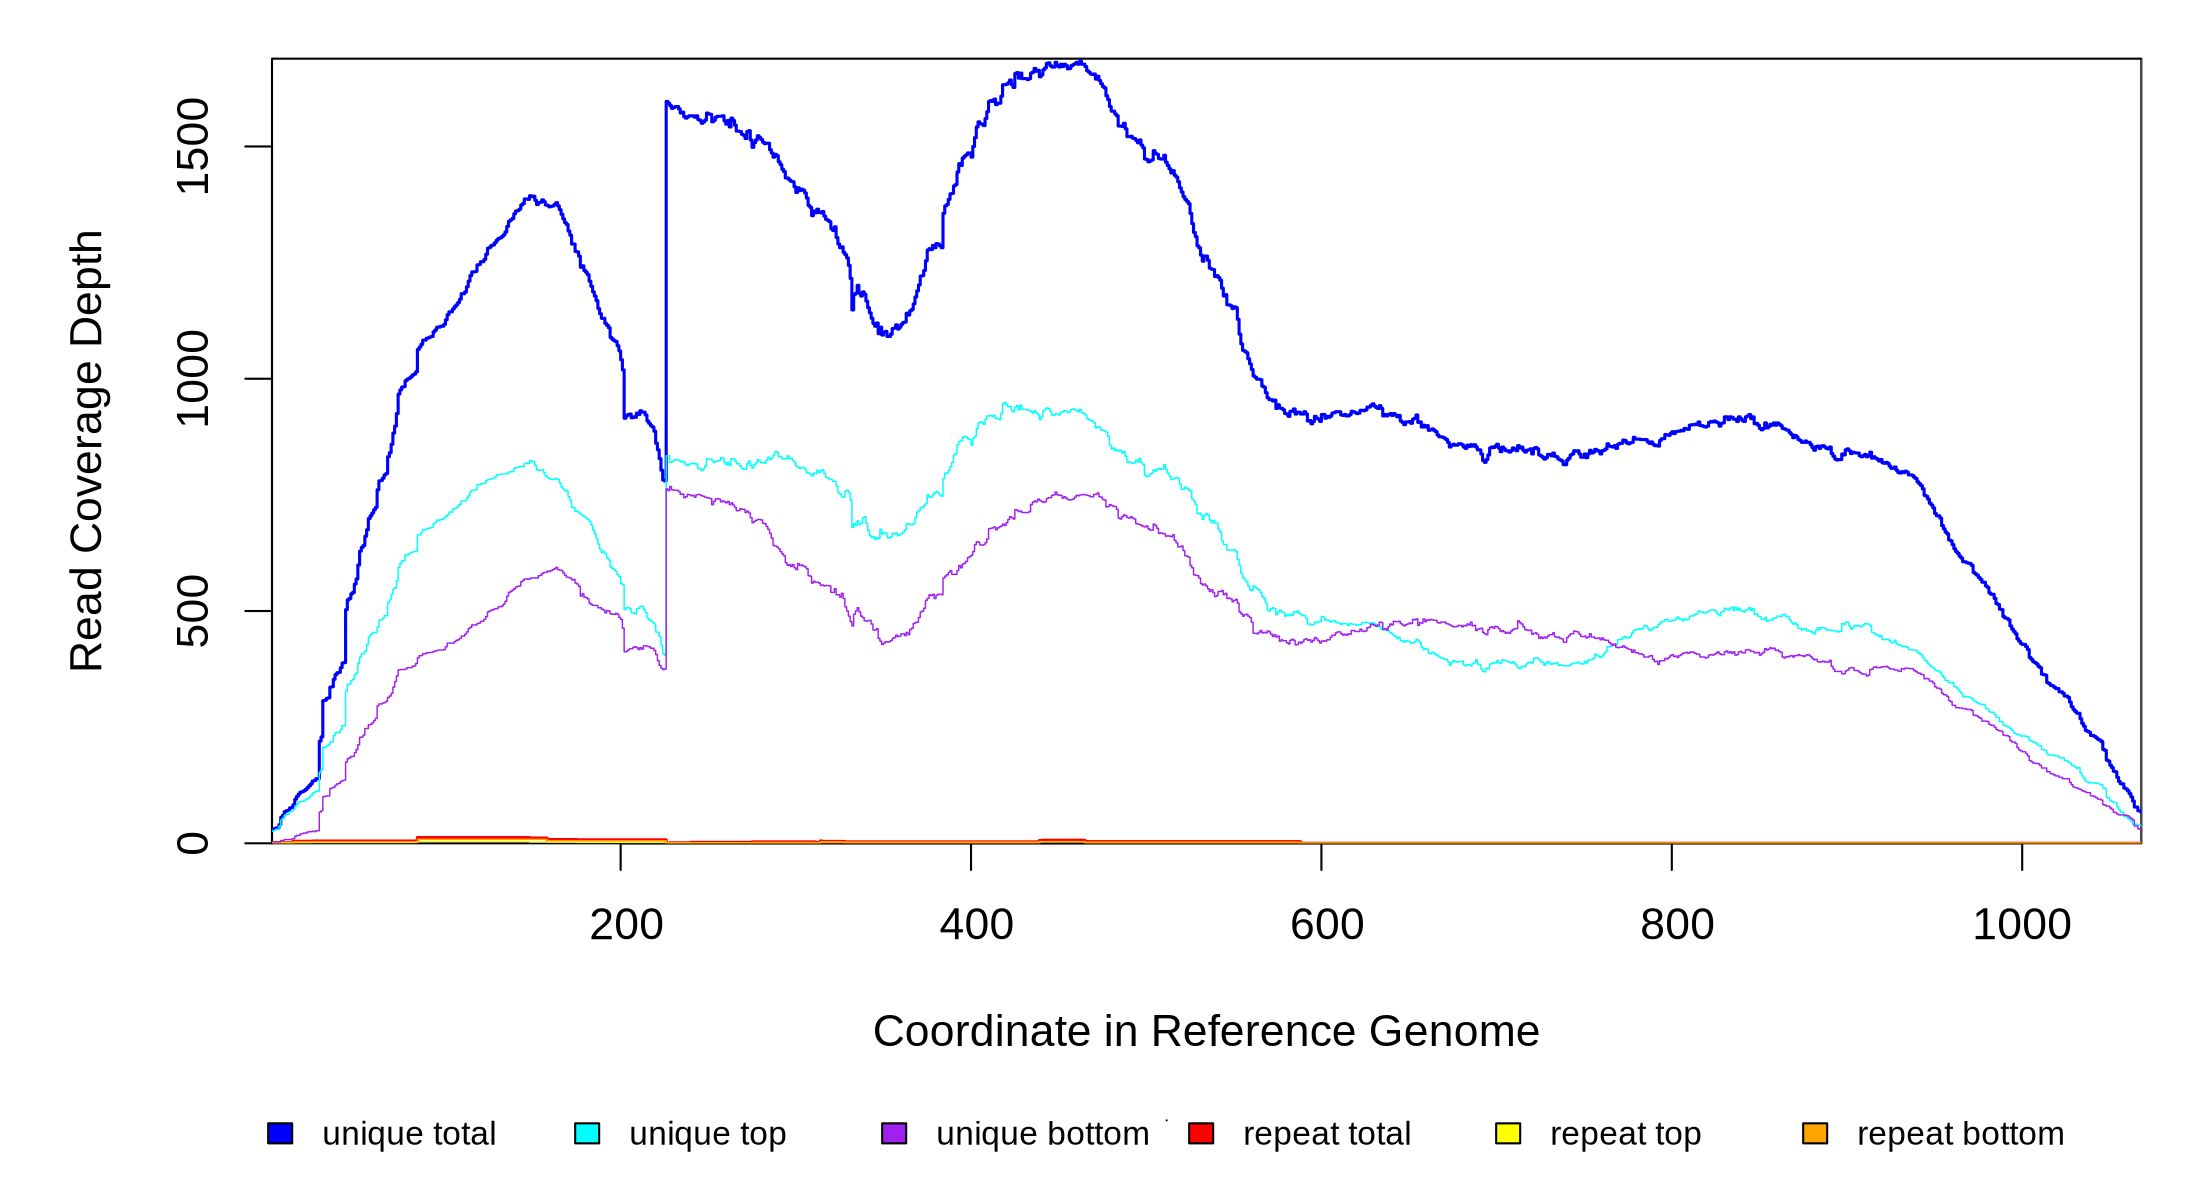 Read Coverage Depth
1500
1000
500
0
200 400 600 800 1000
Coordinate in Reference Genome
unique total unique top unique bottom repeat total repeat top repeat bottom